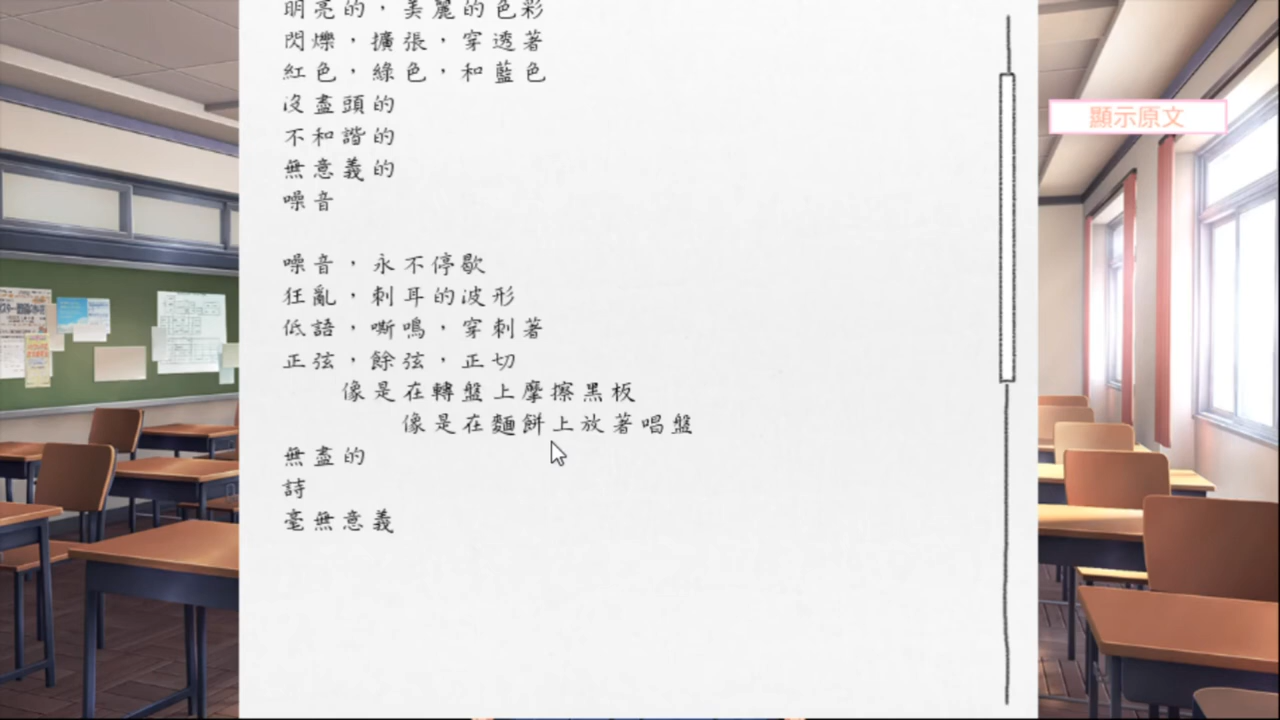 明亮的，美麗的色彩
閃爍，擴張，穿透著
紅色，綠色，和藍色
沒盡頭的
不和諧的
無意義的
噪音
噪音，永不停歇
狂亂，刺耳的波形
低語，嘶鳴，穿刺著
正弦，餘弦，正切
像是在轉盤上摩擦黑板
像是在麵餅上放著唱盤
無盡的
詩
毫無意義
顯示原文